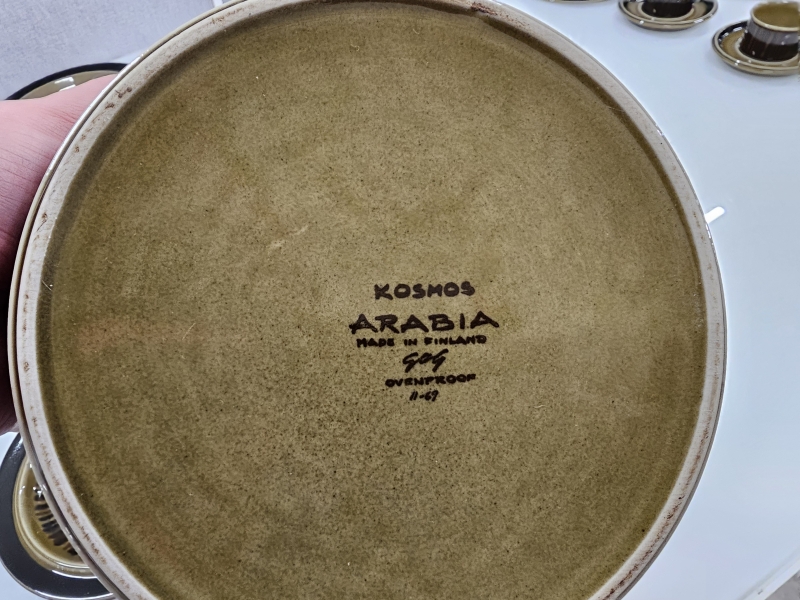 KOSMOS
ARABIA
MADE IN FINLAND
GOG
OVENPROOF
11-69